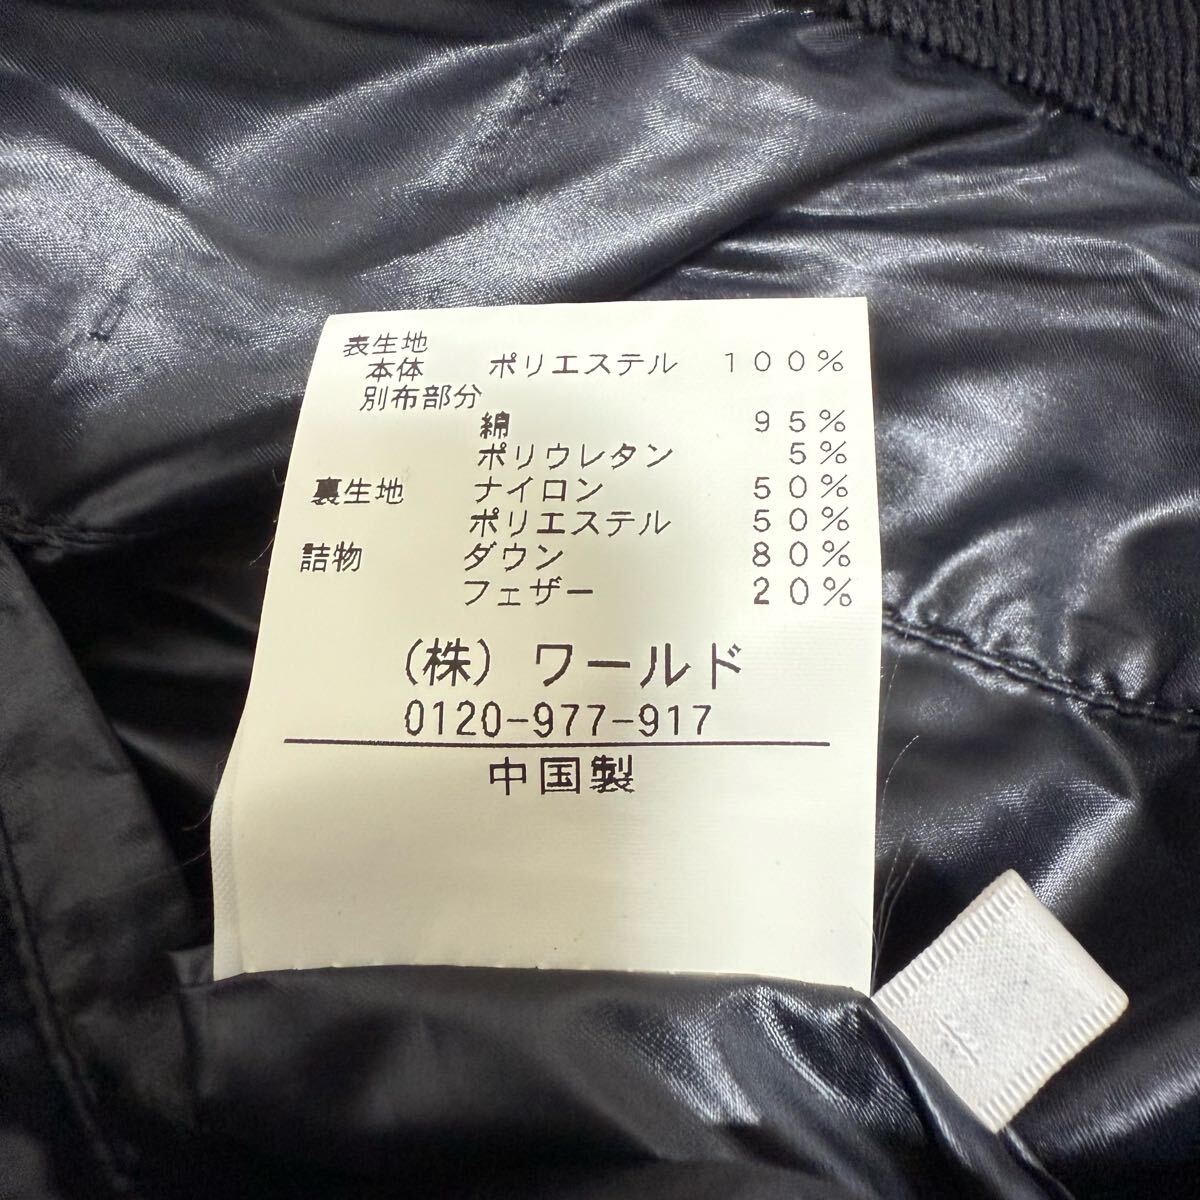 表生地
本体 ポリエステル 100%
別布部分
綿 95%
ポリウレタン 5%
裏生地 ナイロン 50%
ポリエステル 50%
詰物 ダウン 80%
フェザー 20%
(株) ワールド
0120-977-917
中国製